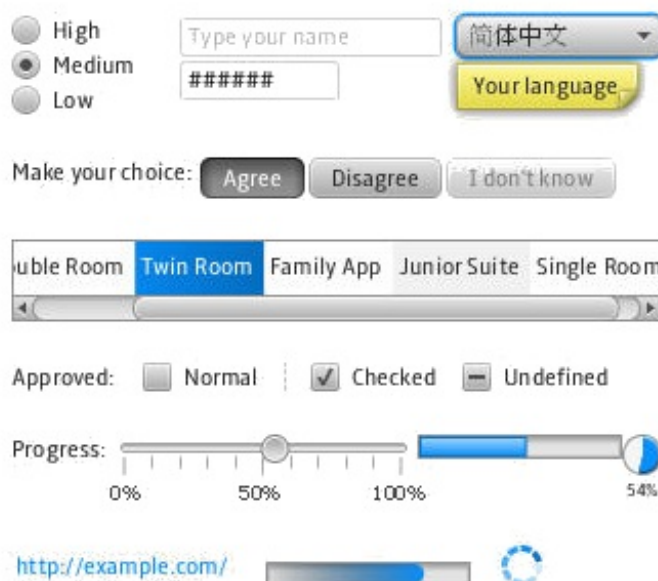 High
Type your name
简体中文
Medium
######
Your language
Low
Make your choice:
Agree
Disagree
I don't know
uble Room
Twin Room
Family App
Junior Suite
Single Room
Approved:
Normal
Checked
Undefined
Progress:
0%
50%
100%
54%
http://example.com/